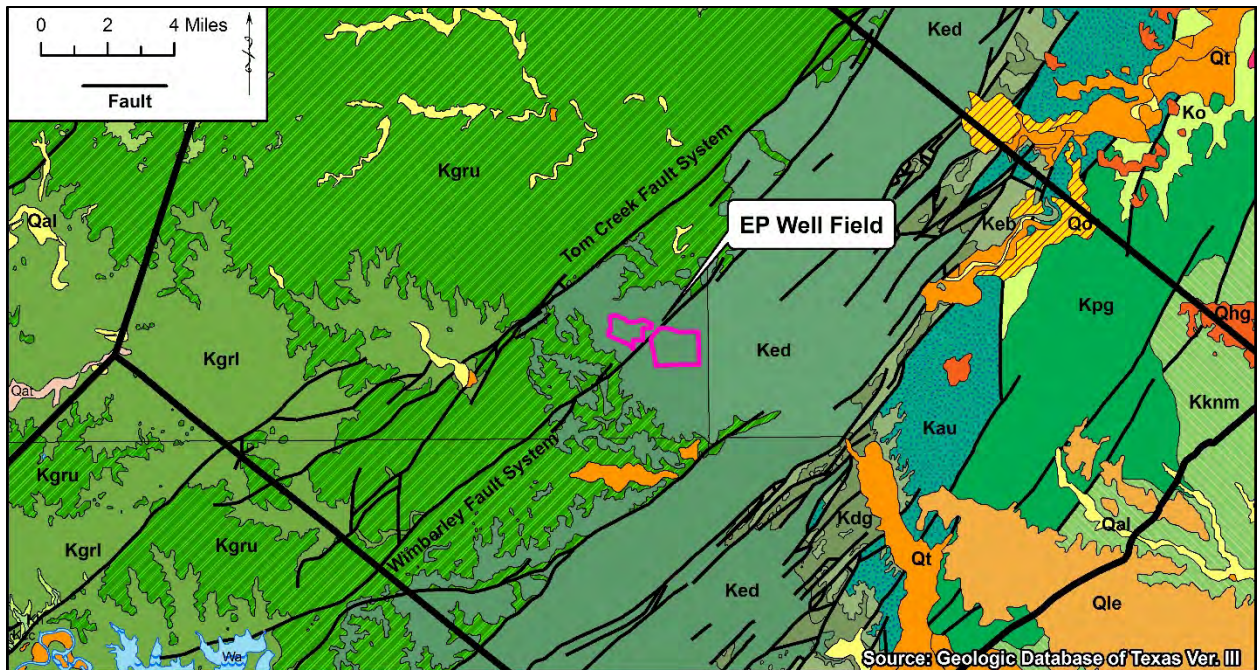 0 2 4 Miles
Fault
Ked
Qt
Ko
Kgru
Tom Creek Fault System
Qal
EP Well Field
Keb
Qo
Kpg
Qhg
Kgrl
Ked
Qat
Kknm
Kau
Kgru
Wimberley Fault System
Kdg
Qal
Kgrl
Kgru
Ked
Qt
Qle
Source: Geologic Database of Texas Ver. III